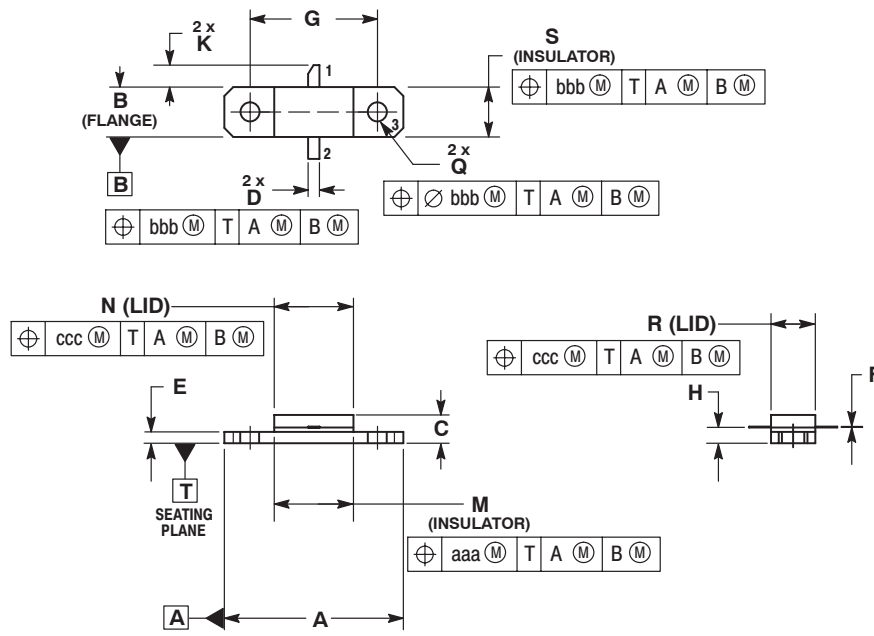 G
2 x
K
S
(INSULATOR)
⌖ bbb Ⓜ T A Ⓜ B Ⓜ
1
B
(FLANGE)
3
2
2 x
Q
B
2 x
D
⌖ ∅ bbb Ⓜ T A Ⓜ B Ⓜ
⌖ bbb Ⓜ T A Ⓜ B Ⓜ
N (LID)
⌖ ccc Ⓜ T A Ⓜ B Ⓜ
R (LID)
⌖ ccc Ⓜ T A Ⓜ B Ⓜ
E
C
H
F
T
SEATING
PLANE
M
(INSULATOR)
⌖ aaa Ⓜ T A Ⓜ B Ⓜ
A
A